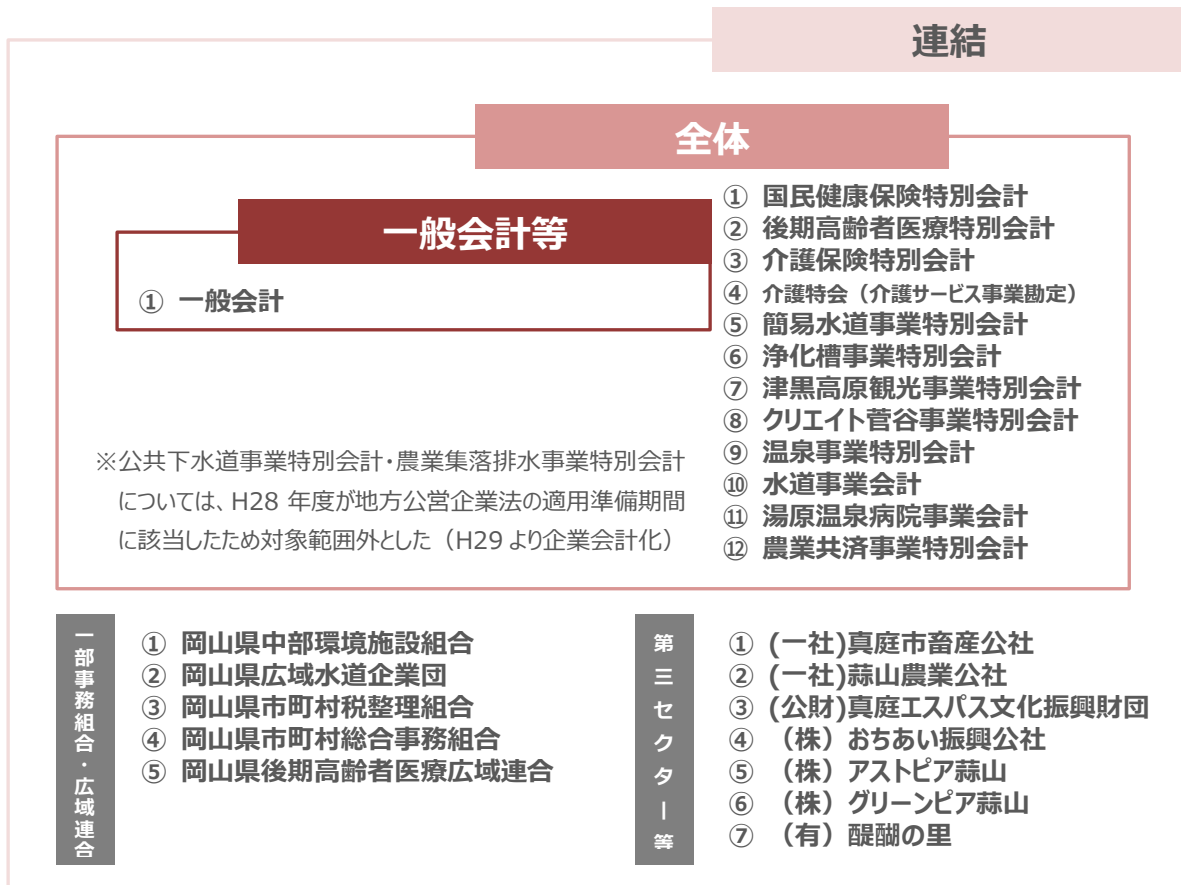 連結
全体
一般会計等
① 一般会計
① 国民健康保険特別会計
② 後期高齢者医療特別会計
③ 介護保険特別会計
④ 介護特会（介護サービス事業勘定）
⑤ 簡易水道事業特別会計
⑥ 浄化槽事業特別会計
⑦ 津黒高原観光事業特別会計
⑧ クリエイト菅谷事業特別会計
⑨ 温泉事業特別会計
⑩ 水道事業会計
⑪ 湯原温泉病院事業会計
⑫ 農業共済事業特別会計
※公共下水道事業特別会計・農業集落排水事業特別会計
については、H28 年度が地方公営企業法の適用準備期間
に該当したため対象範囲外とした（H29 より企業会計化）
一部事務組合・広域連合
① 岡山県中部環境施設組合
② 岡山県広域水道企業団
③ 岡山県市町村税整理組合
④ 岡山県市町村総合事務組合
⑤ 岡山県後期高齢者医療広域連合
第三セクター等
① (一社)真庭市畜産公社
② (一社)蒜山農業公社
③ (公財)真庭エスパス文化振興財団
④ （株）おちあい振興公社
⑤ （株）アストピア蒜山
⑥ （株）グリーンピア蒜山
⑦ （有）醍醐の里